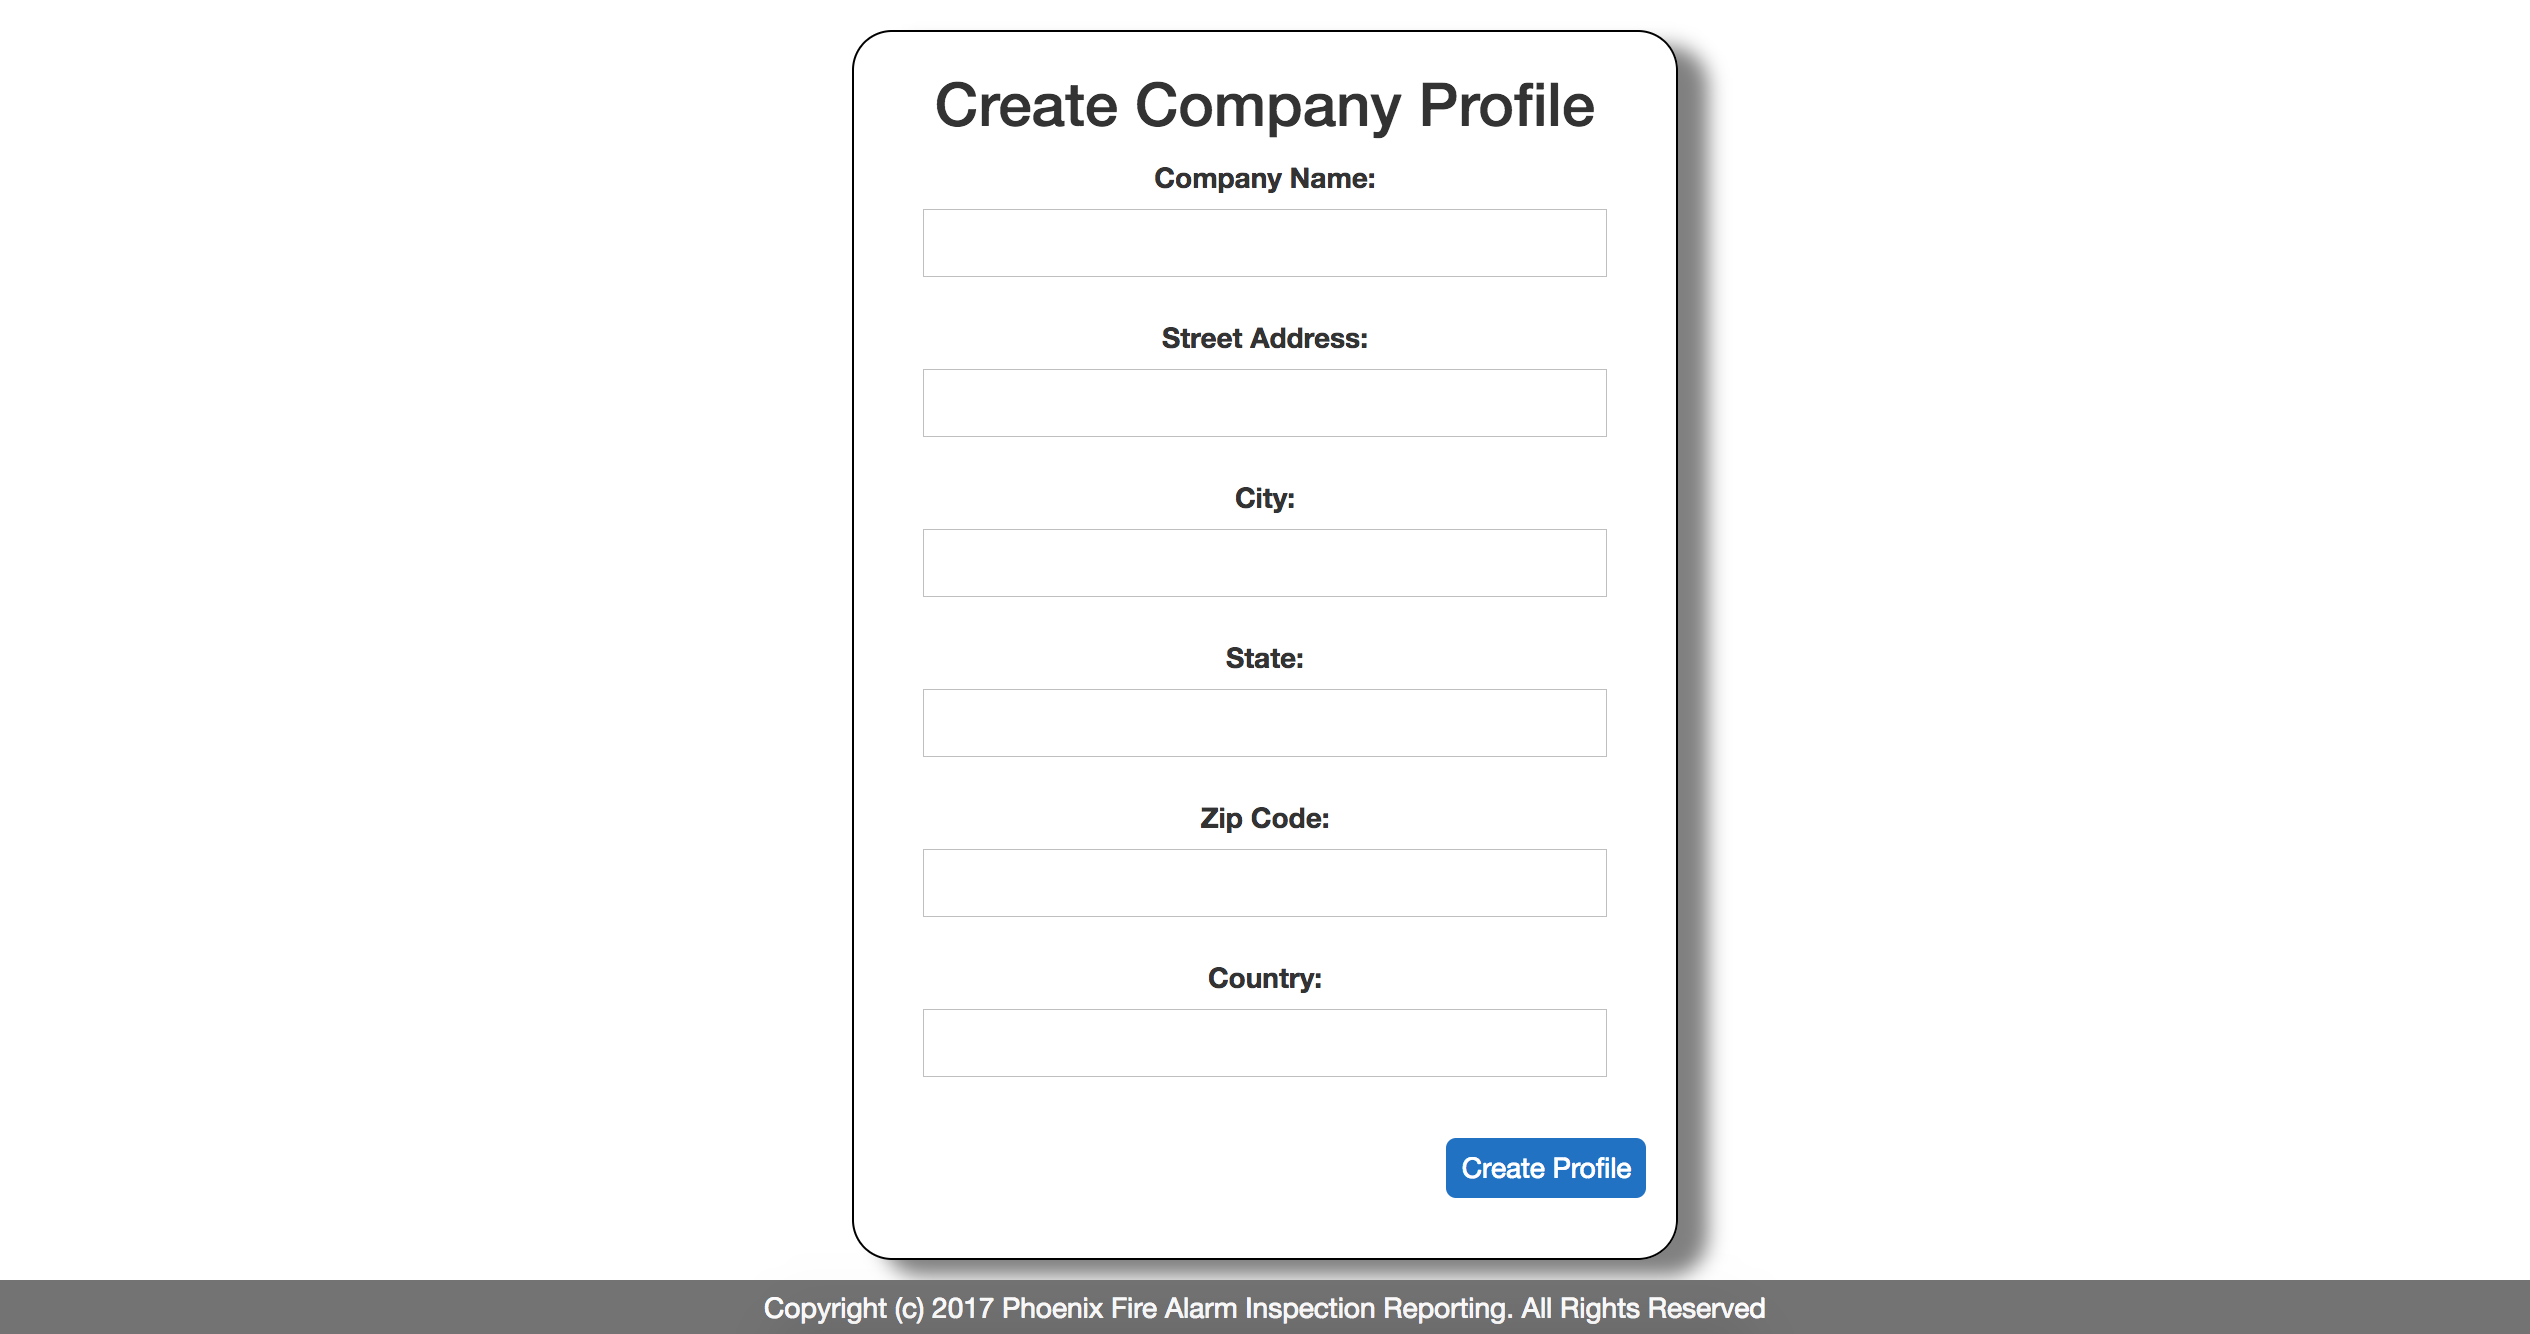 Create Company Profile
Company Name:
Street Address:
City:
State:
Zip Code:
Country:
Create Profile
Copyright (c) 2017 Phoenix Fire Alarm Inspection Reporting. All Rights Reserved